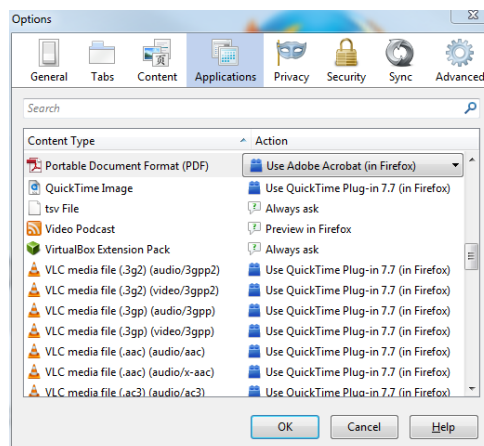 Options
General Tabs Content Applications Privacy Security Sync Advanced
Search
Content Type Action
Portable Document Format (PDF) Use Adobe Acrobat (in Firefox)
QuickTime Image Use QuickTime Plug-in 7.7 (in Firefox)
tsv File Always ask
Video Podcast Preview in Firefox
VirtualBox Extension Pack Always ask
VLC media file (.3g2) (audio/3gpp2) Use QuickTime Plug-in 7.7 (in Firefox)
VLC media file (.3g2) (video/3gpp2) Use QuickTime Plug-in 7.7 (in Firefox)
VLC media file (.3gp) (audio/3gpp) Use QuickTime Plug-in 7.7 (in Firefox)
VLC media file (.3gp) (video/3gpp) Use QuickTime Plug-in 7.7 (in Firefox)
VLC media file (.aac) (audio/aac) Use QuickTime Plug-in 7.7 (in Firefox)
VLC media file (.aac) (audio/x-aac) Use QuickTime Plug-in 7.7 (in Firefox)
VLC media file (.ac3) (audio/ac3) Use QuickTime Plug-in 7.7 (in Firefox)
OK Cancel Help